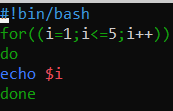 #!bin/bash
for((i=1;i<=5;i++))
do
echo $i
done